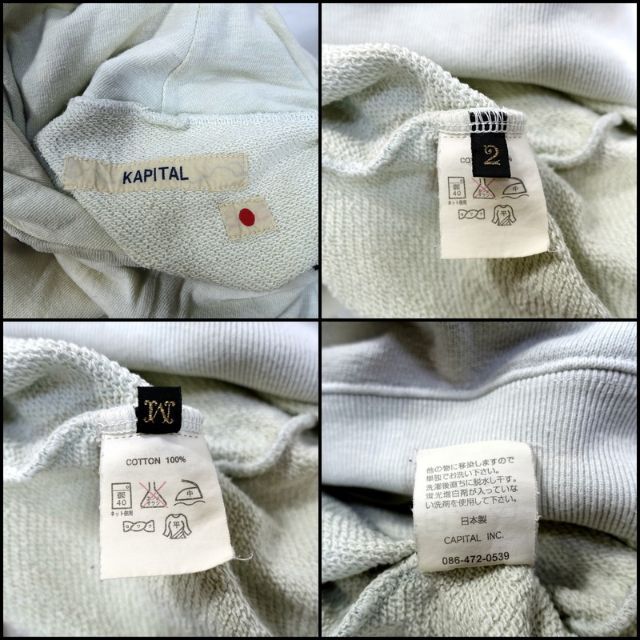 KAPITAL
2
40
ネット使用
平
M
COTTON 100%
40
ネット使用
平
他の物に移染しますので
単独でお洗い下さい。
洗濯後直ちに脱水し干す。
蛍光増白剤が入っていな
い洗剤を使用して下さい。
日本製
CAPITAL INC.
086-472-0539